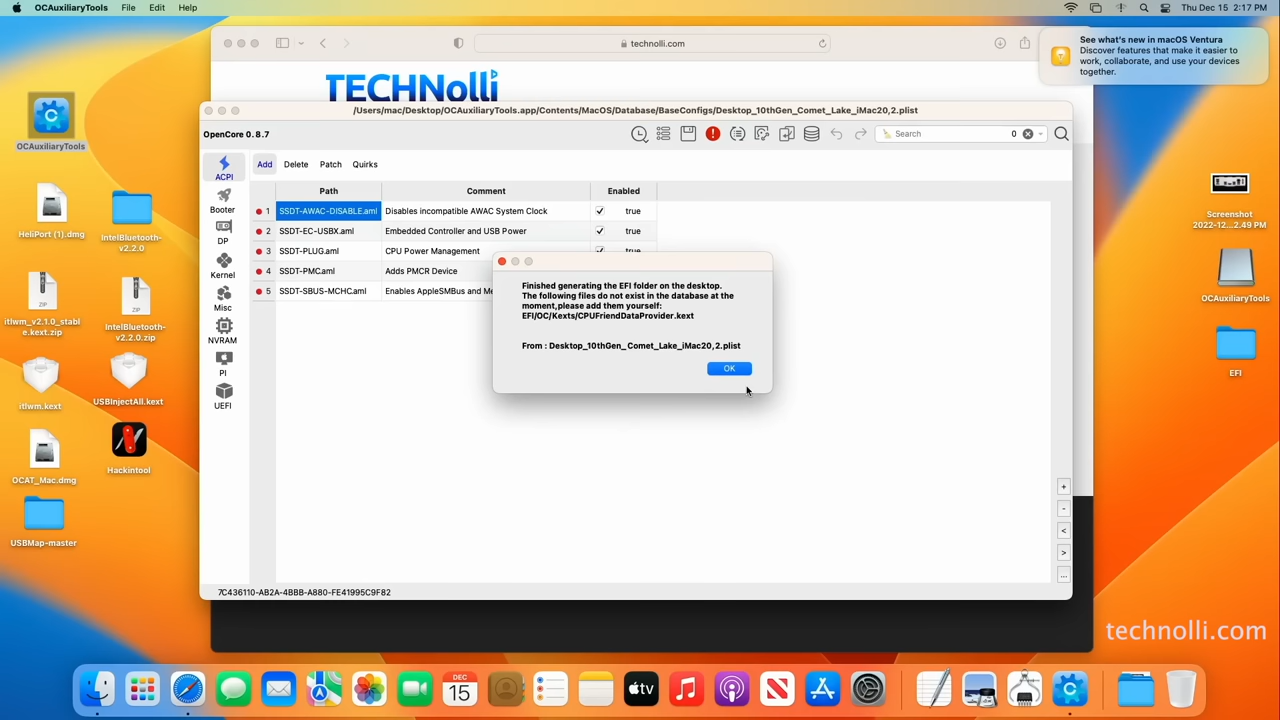 OCAuxiliaryTools File Edit Help
Thu Dec 15 2:17 PM
technolli.com
See what's new in macOS Ventura
Discover features that make it easier to
work, collaborate, and use your devices
together.
TECHNolli
/Users/mac/Desktop/OCAuxiliaryTools.app/Contents/MacOS/Database/BaseConfigs/Desktop_10thGen_Comet_Lake_iMac20,2.plist
OpenCore 0.8.7
Search
0
ACPI
Booter
DP
Kernel
Misc
NVRAM
PI
UEFI
Add Delete Patch Quirks
Path Comment Enabled
1 SSDT-AWAC-DISABLE.aml Disables incompatible AWAC System Clock true
2 SSDT-EC-USBX.aml Embedded Controller and USB Power true
3 SSDT-PLUG.aml CPU Power Management true
4 SSDT-PMC.aml Adds PMCR Device
5 SSDT-SBUS-MCHC.aml Enables AppleSMBus and Me
Finished generating the EFI folder on the desktop.
The following files do not exist in the database at the
moment,please add them yourself:
EFI/OC/Kexts/CPUFriendDataProvider.kext
From : Desktop_10thGen_Comet_Lake_iMac20,2.plist
OK
+
-
<
>
...
7C436110-AB2A-4BBB-A880-FE41995C9F82
OCAuxiliaryTools
HeliPort (1).dmg
IntelBluetooth-
v2.2.0
itlwm_v2.1.0_stabl
e.kext.zip
IntelBluetooth-
v2.2.0.zip
itlwm.kext
USBInjectAll.kext
OCAT_Mac.dmg
Hackintool
USBMap-master
Screenshot
2022-12...2.49 PM
OCAuxiliaryTools
EFI
technolli.com
DEC
15
tv